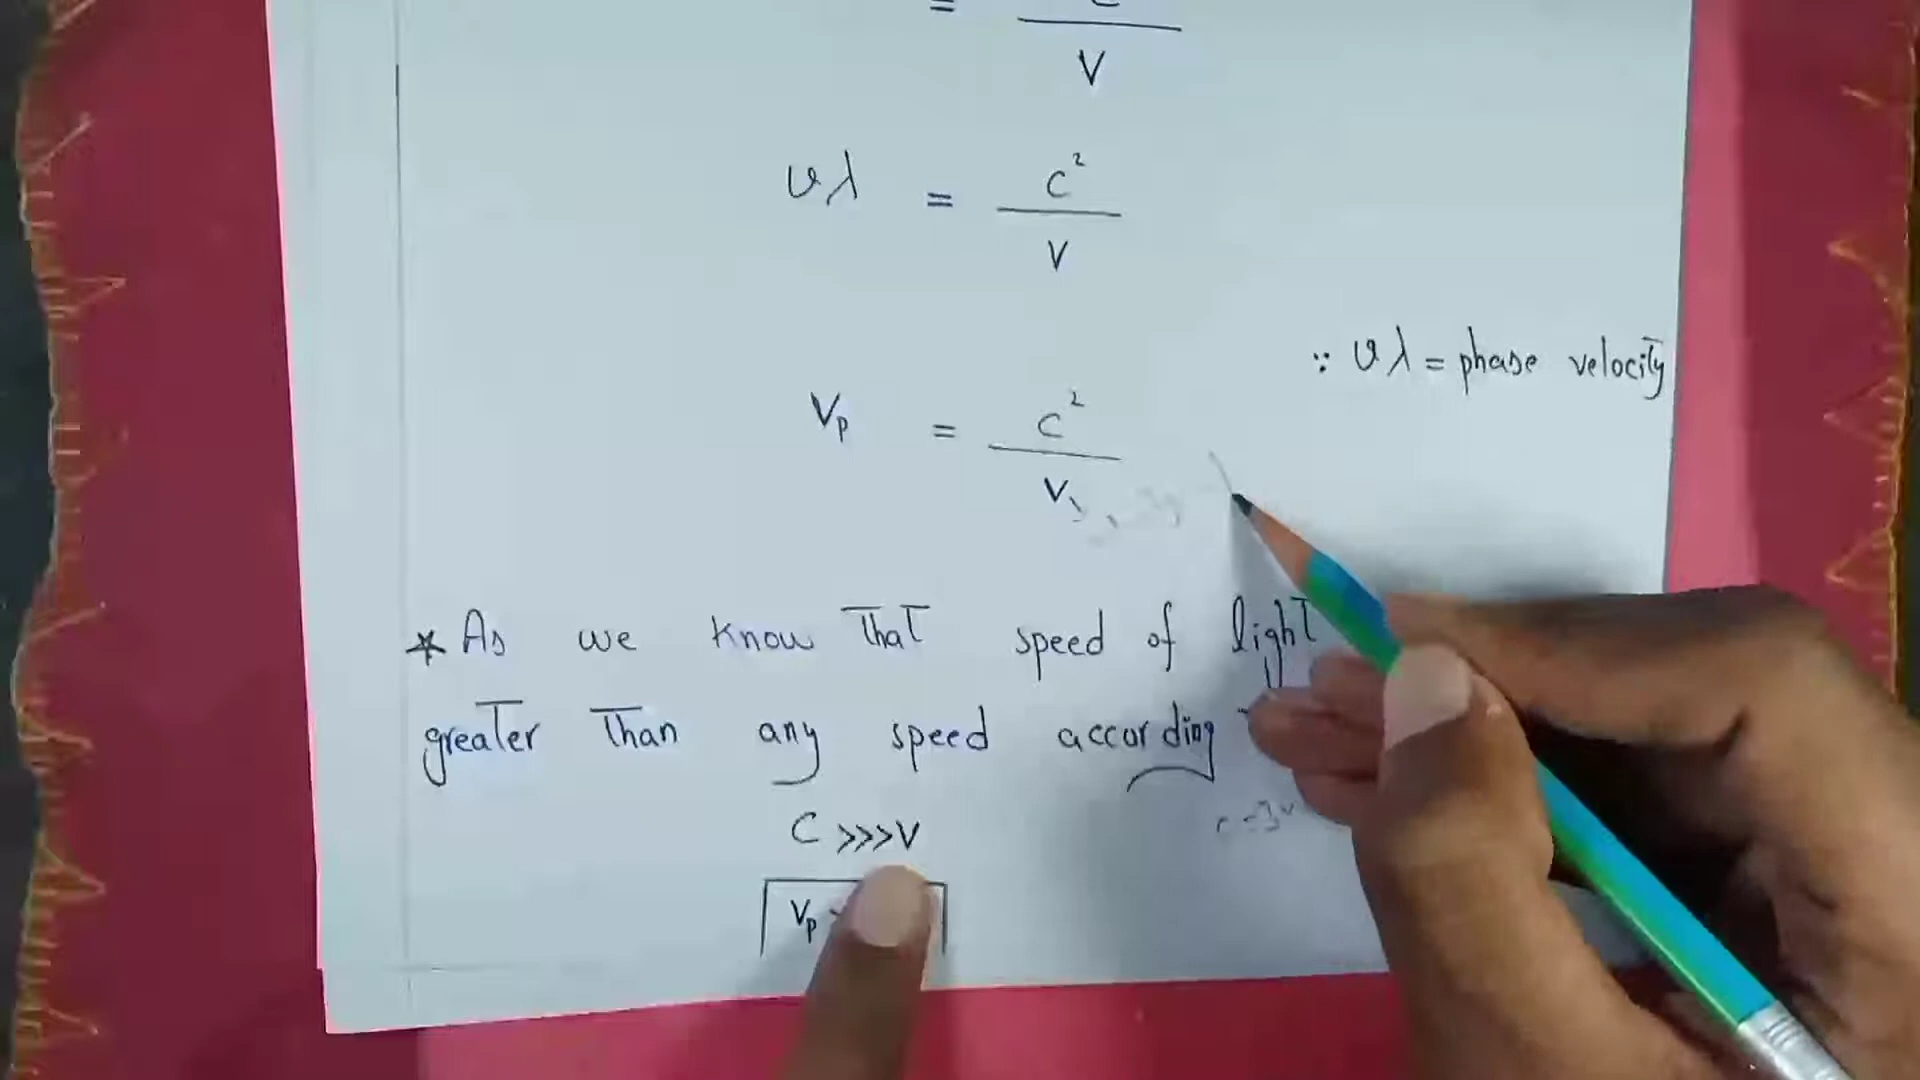 = c / V
υλ = c² / V
∵ υλ = phase velocity
Vp = c² / V
* As we know That speed of light
greater Than any speed according
C >>> V
Vp